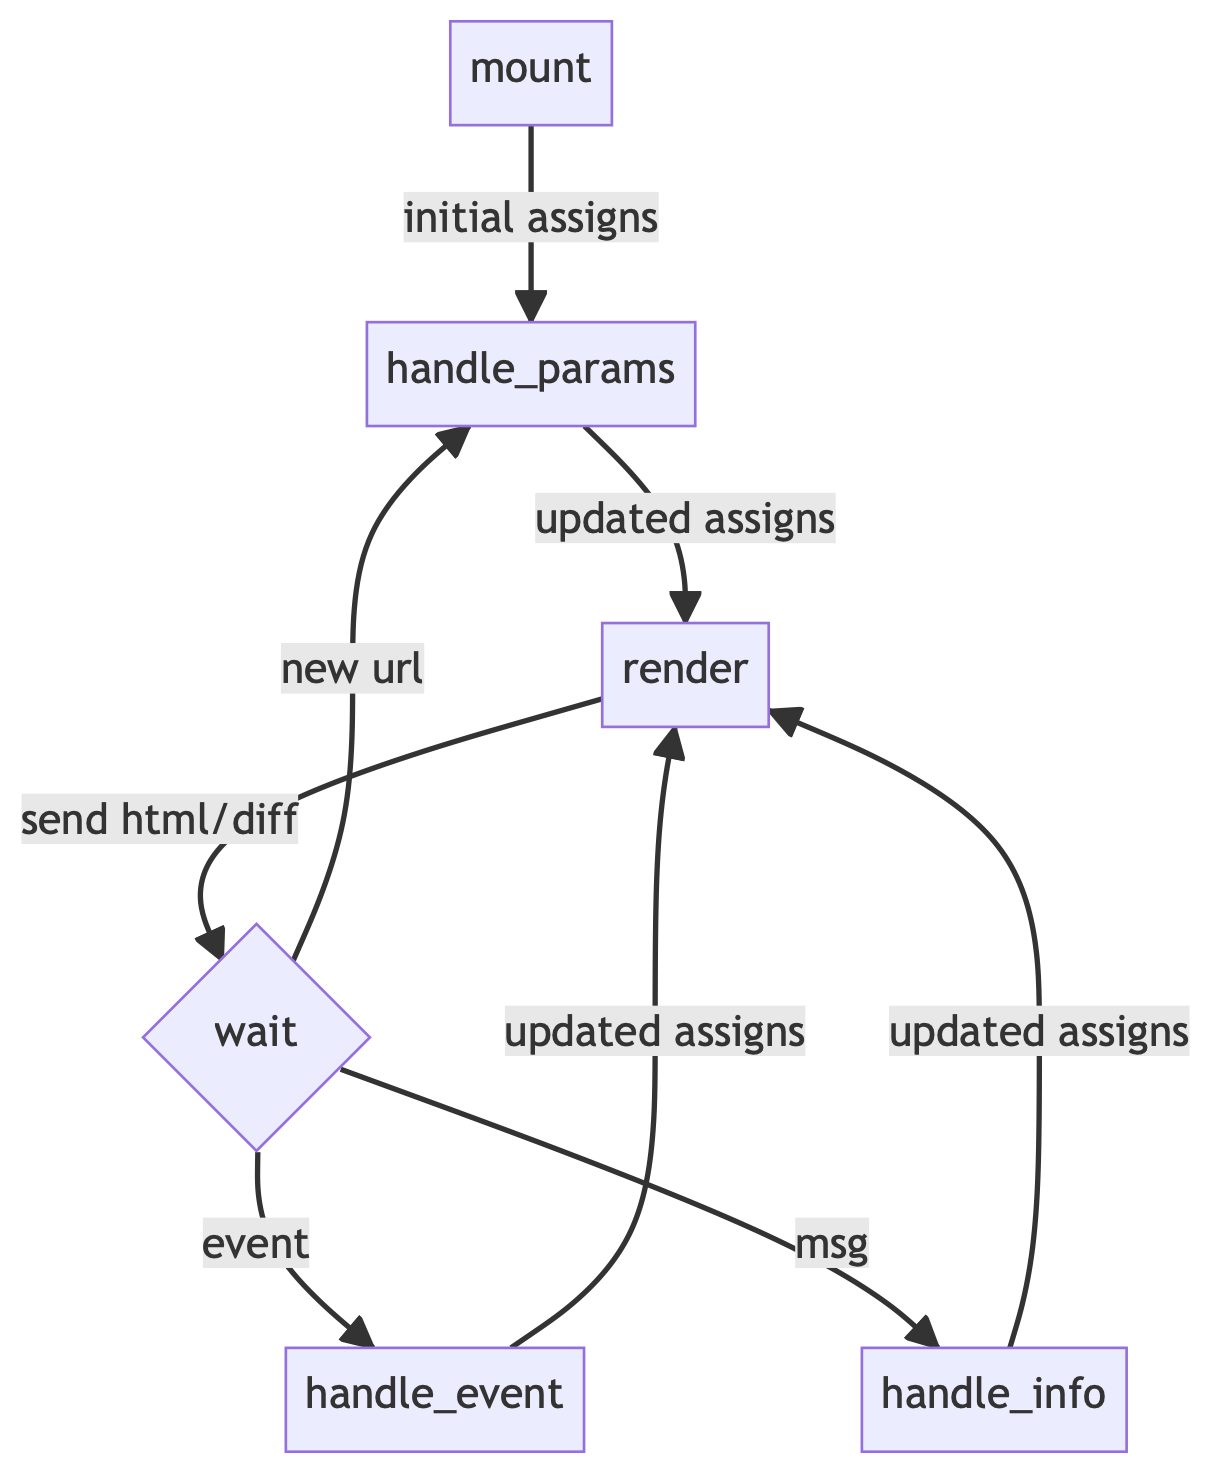 mount
initial assigns
handle_params
updated assigns
new url
render
send html/diff
wait
updated assigns
updated assigns
event
msg
handle_event
handle_info